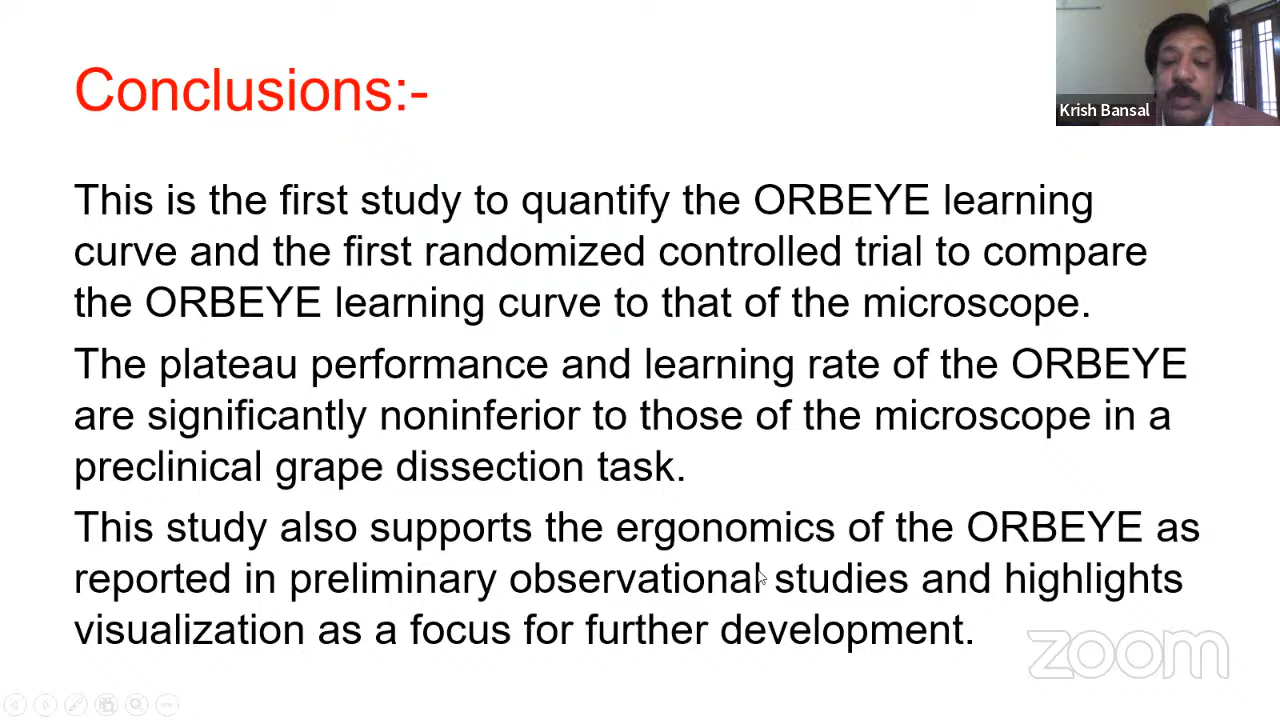 Conclusions:-
Krish Bansal
This is the first study to quantify the ORBEYE learning
curve and the first randomized controlled trial to compare
the ORBEYE learning curve to that of the microscope.
The plateau performance and learning rate of the ORBEYE
are significantly noninferior to those of the microscope in a
preclinical grape dissection task.
This study also supports the ergonomics of the ORBEYE as
reported in preliminary observational studies and highlights
visualization as a focus for further development.
zoom